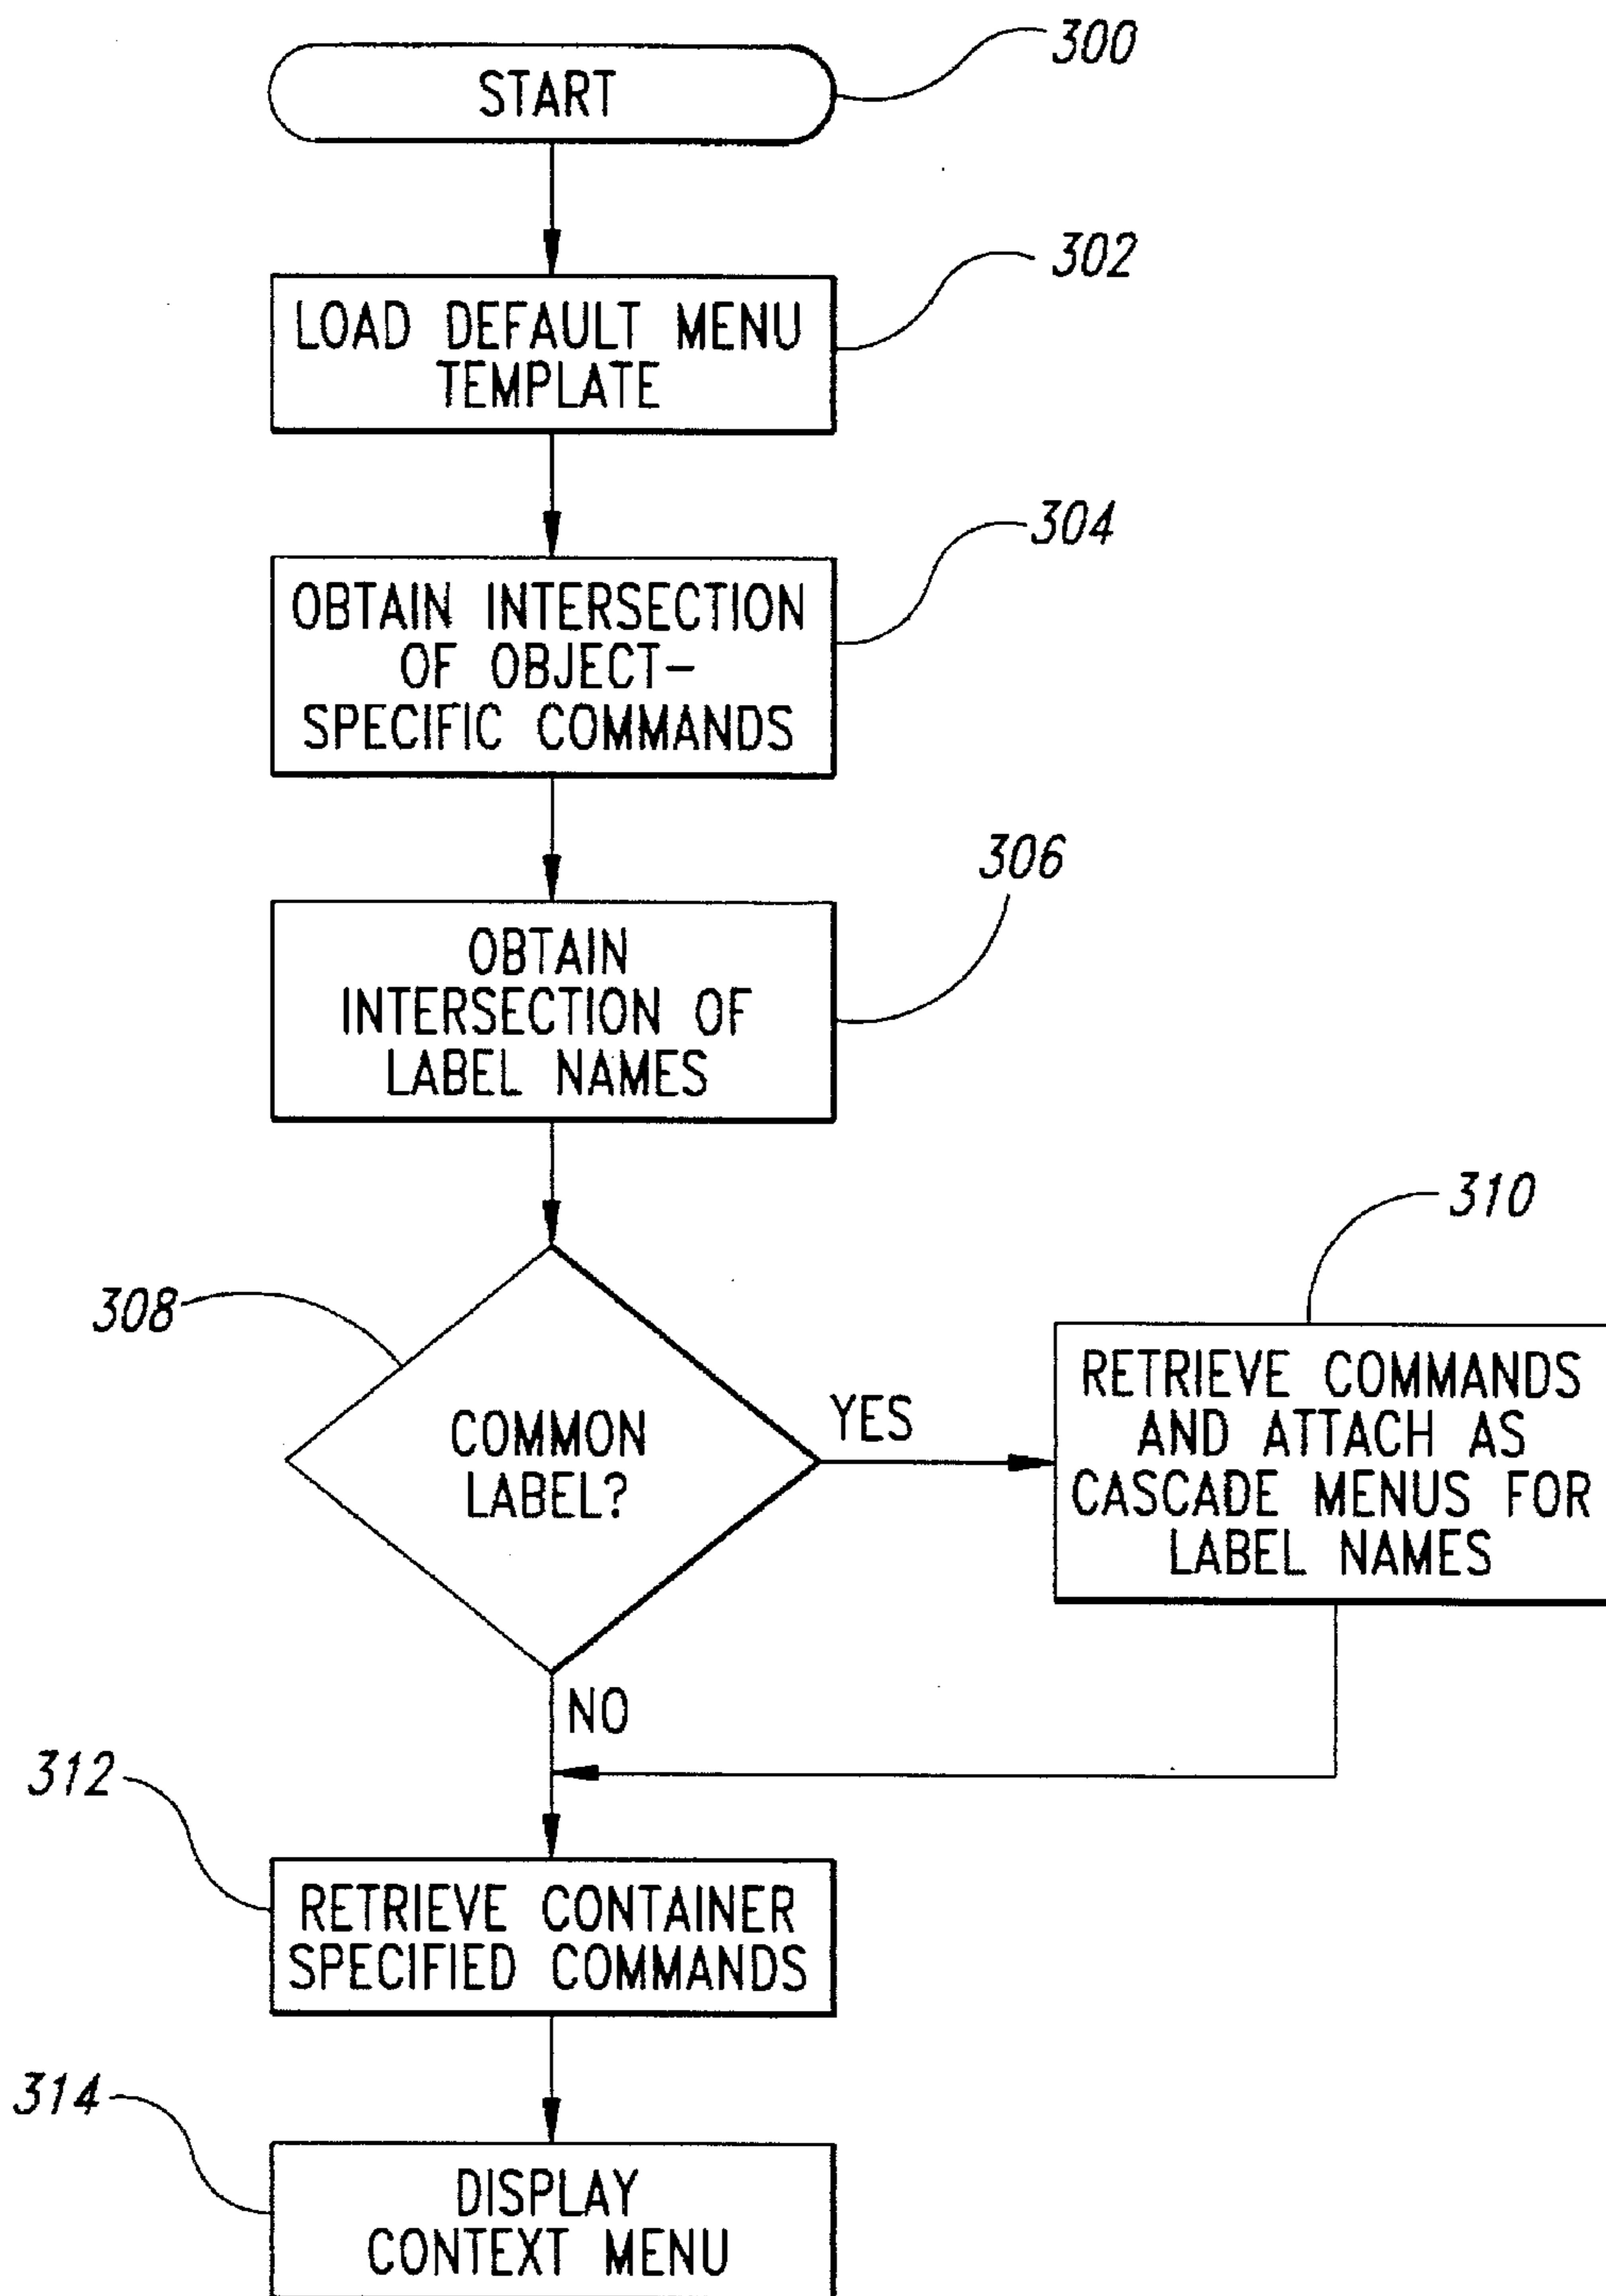 300
START
302
LOAD DEFAULT MENU
TEMPLATE
304
OBTAIN INTERSECTION
OF OBJECT-
SPECIFIC COMMANDS
306
OBTAIN
INTERSECTION OF
LABEL NAMES
308
COMMON
LABEL?
YES
310
RETRIEVE COMMANDS
AND ATTACH AS
CASCADE MENUS FOR
LABEL NAMES
NO
312
RETRIEVE CONTAINER
SPECIFIED COMMANDS
314
DISPLAY
CONTEXT MENU